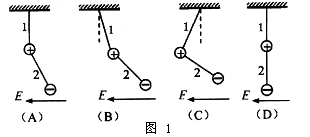 1 1 1 1
2 2 2 2
E E E E
(A) (B) (C) (D)
图 1